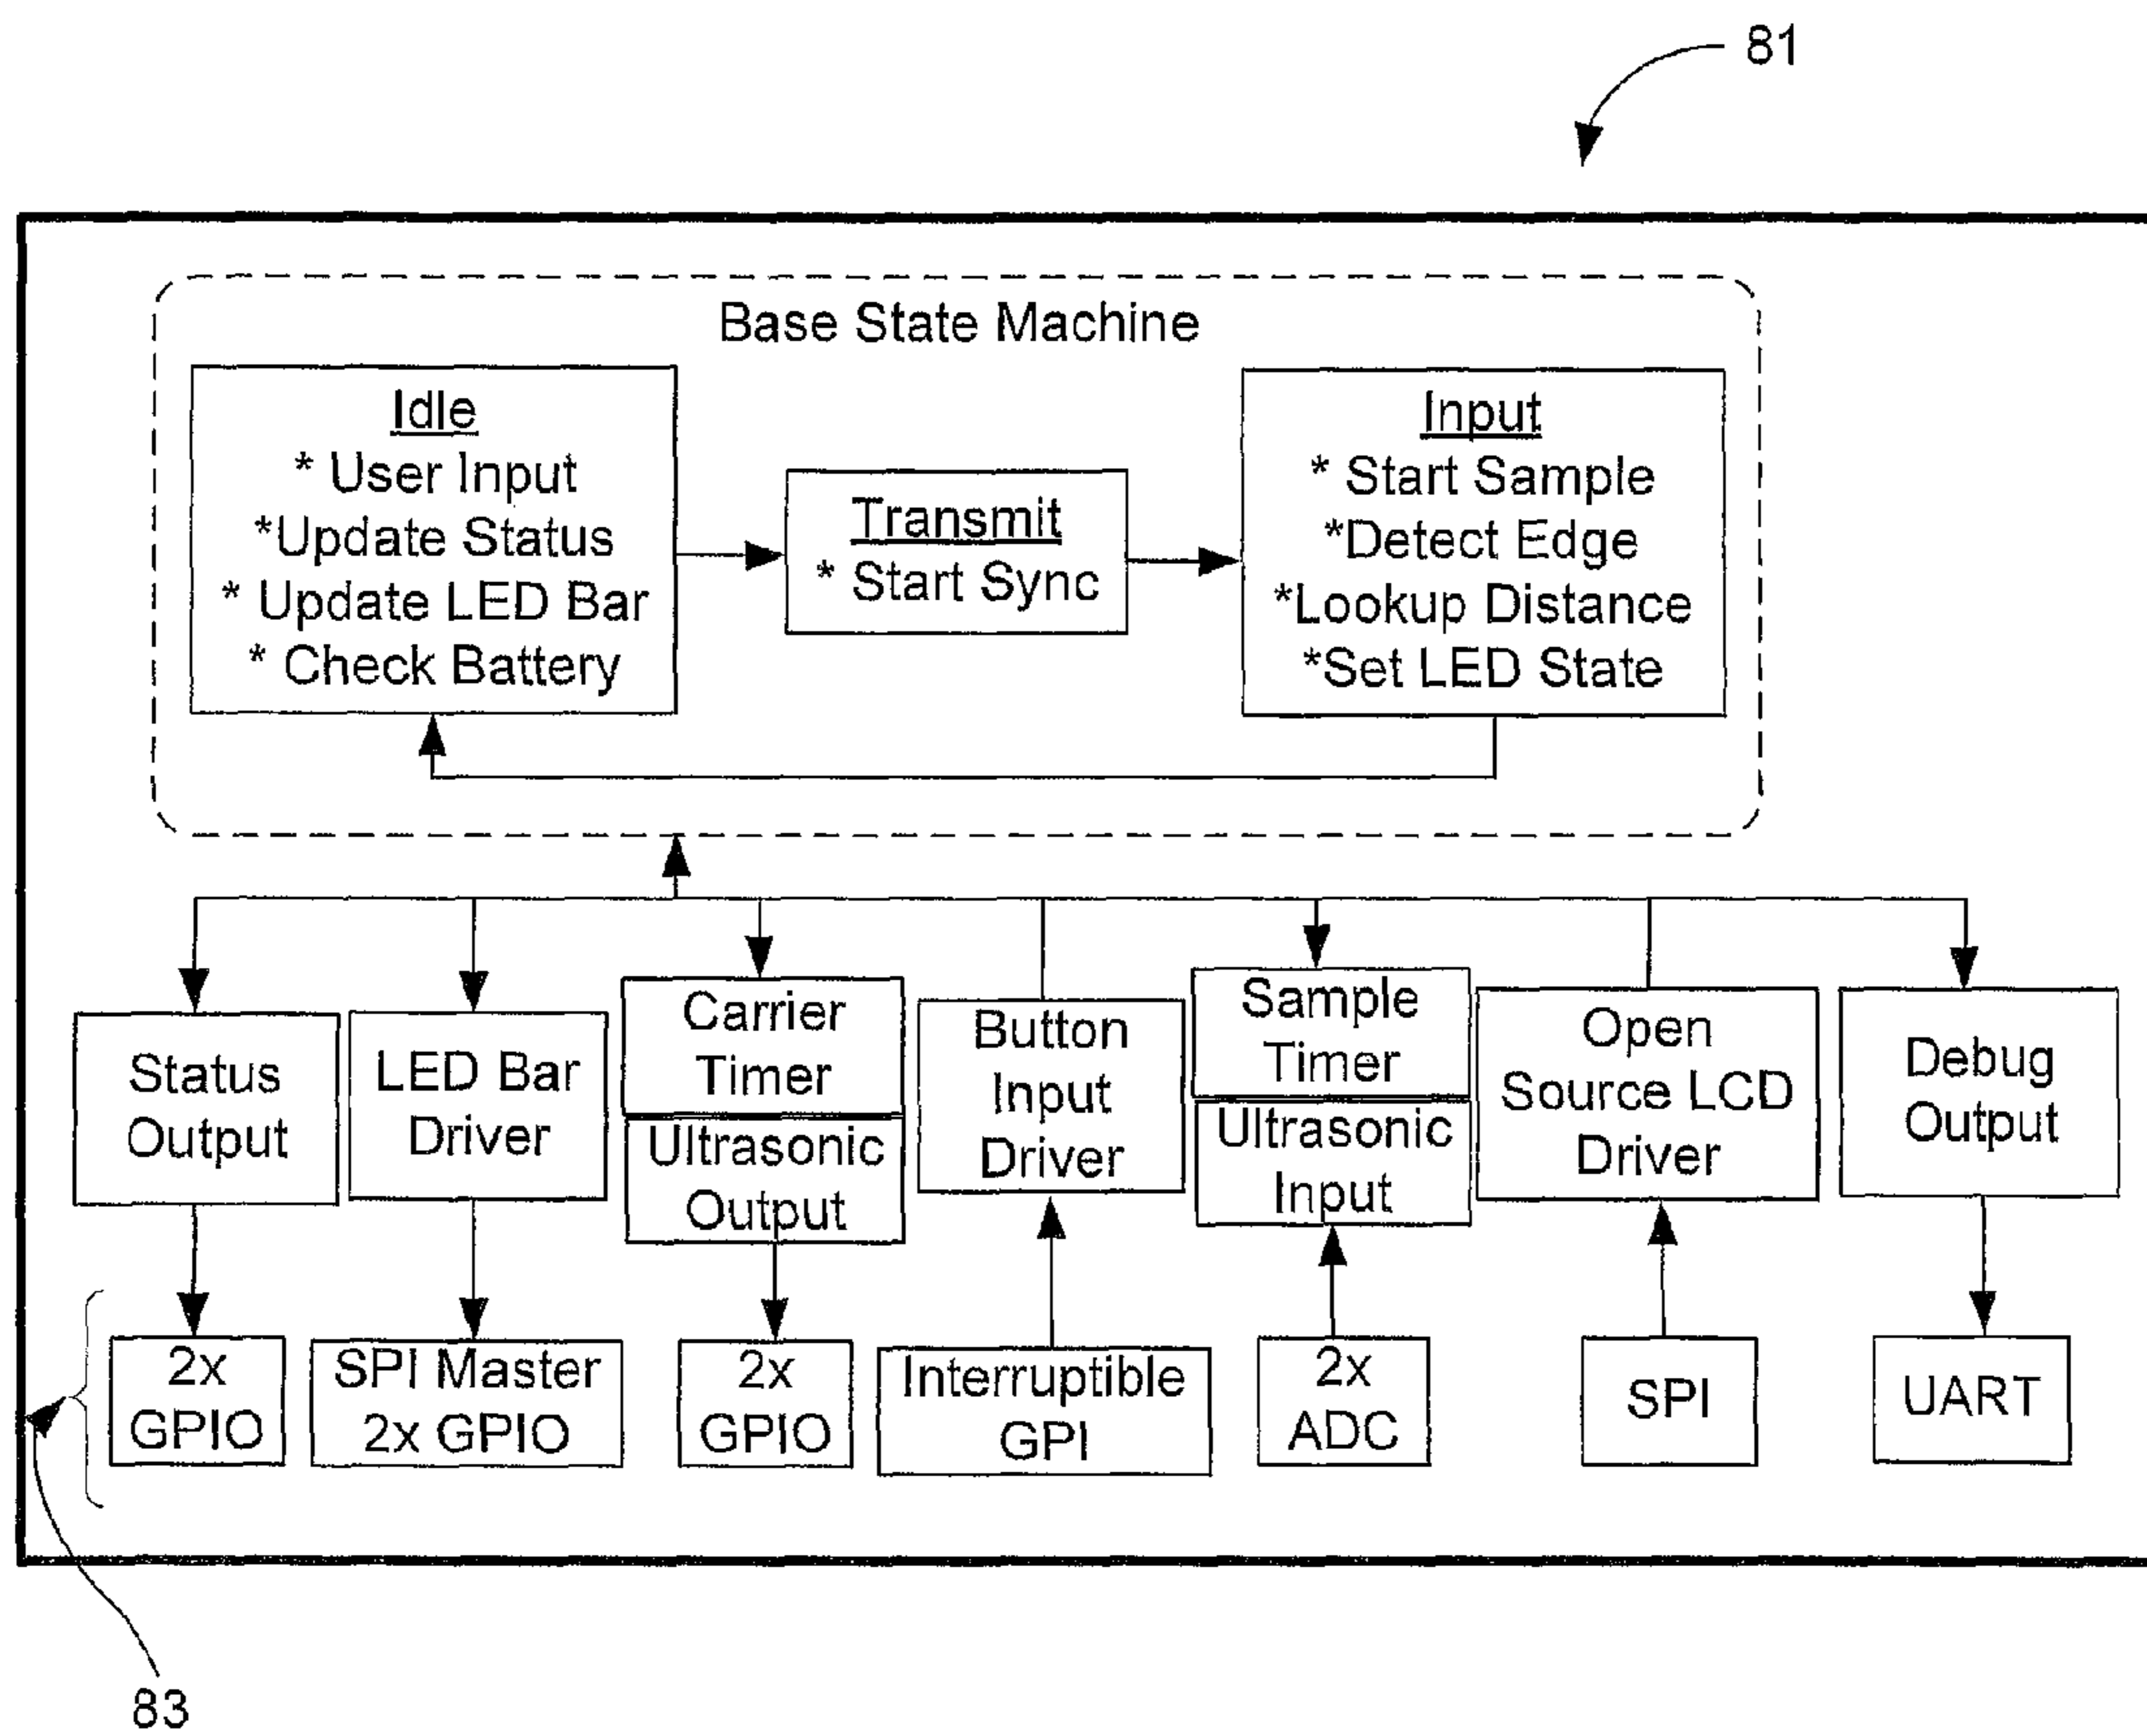 81
Base State Machine
Idle
* User Input
*Update Status
* Update LED Bar
* Check Battery
Transmit
* Start Sync
Input
* Start Sample
*Detect Edge
*Lookup Distance
*Set LED State
Status
Output
LED Bar
Driver
Carrier
Timer
Ultrasonic
Output
Button
Input
Driver
Sample
Timer
Ultrasonic
Input
Open
Source LCD
Driver
Debug
Output
2x
GPIO
SPI Master
2x GPIO
2x
GPIO
Interruptible
GPI
2x
ADC
SPI
UART
83